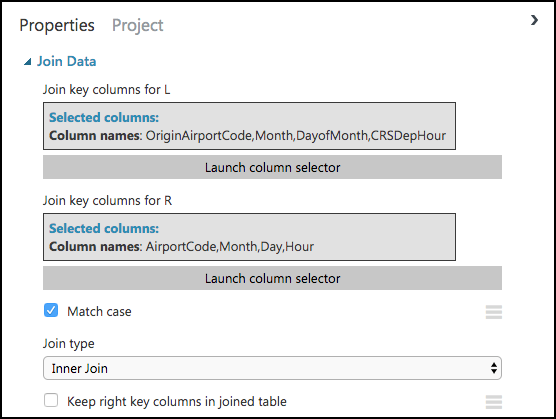 Properties Project
Join Data
Join key columns for L
Selected columns:
Column names: OriginAirportCode,Month,DayofMonth,CRSDepHour
Launch column selector
Join key columns for R
Selected columns:
Column names: AirportCode,Month,Day,Hour
Launch column selector
Match case
Join type
Inner Join
Keep right key columns in joined table